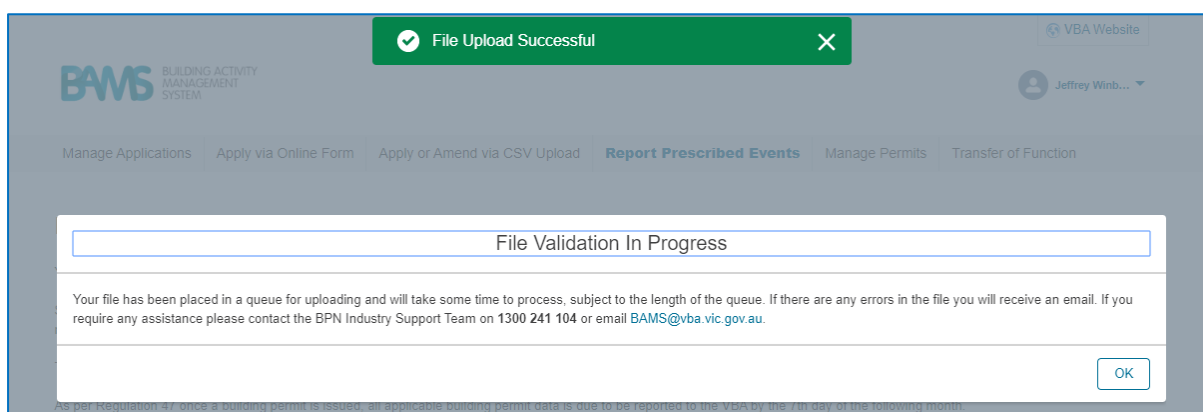 File Upload Successful
VBA Website
BAMS BUILDING ACTIVITY
MANAGEMENT
SYSTEM
Jeffrey Winb...
Manage Applications Apply via Online Form Apply or Amend via CSV Upload Report Prescribed Events Manage Permits Transfer of Function
File Validation In Progress
Your file has been placed in a queue for uploading and will take some time to process, subject to the length of the queue. If there are any errors in the file you will receive an email. If you
require any assistance please contact the BPN Industry Support Team on 1300 241 104 or email BAMS@vba.vic.gov.au.
OK
As per Regulation 47 once a building permit is issued, all applicable building permit data is due to be reported to the VBA by the 7th day of the following month.